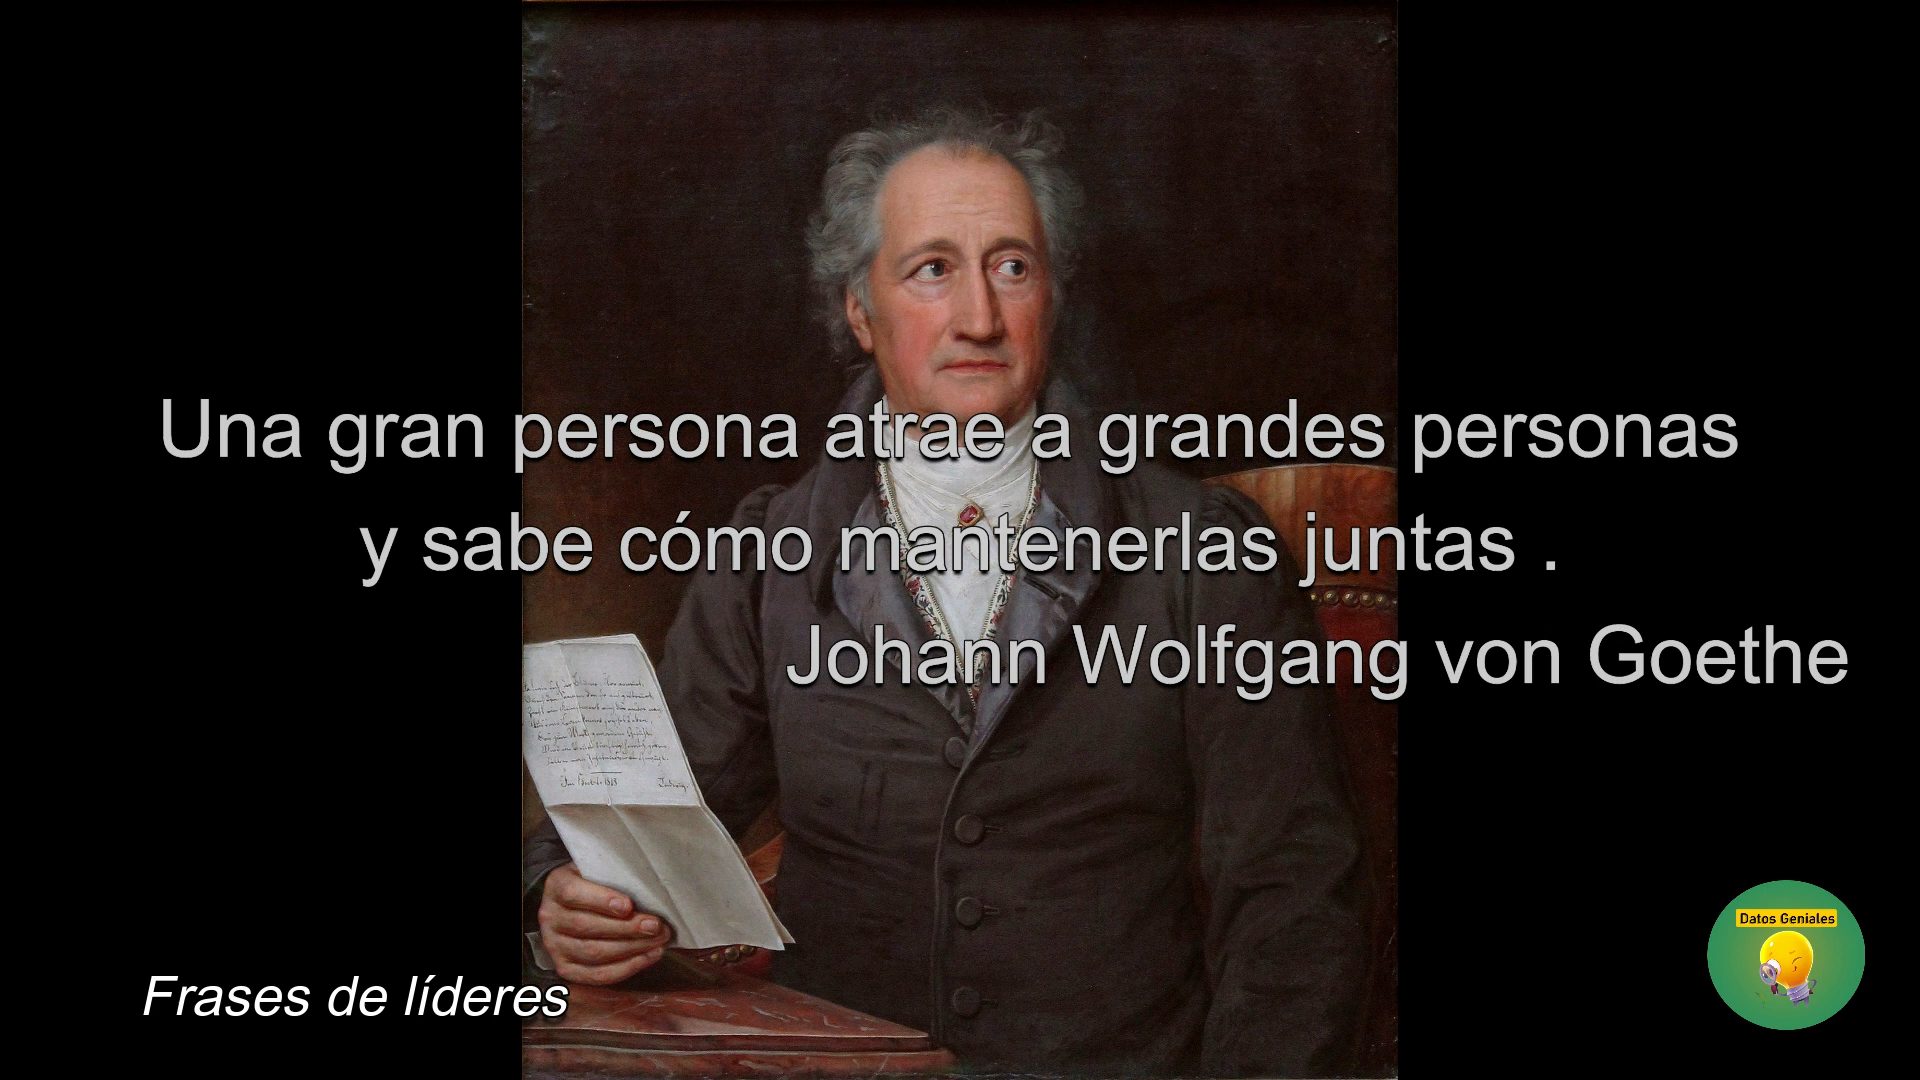 Una gran persona atrae a grandes personas
y sabe cómo mantenerlas juntas .
Johann Wolfgang von Goethe
Frases de líderes
Datos Geniales